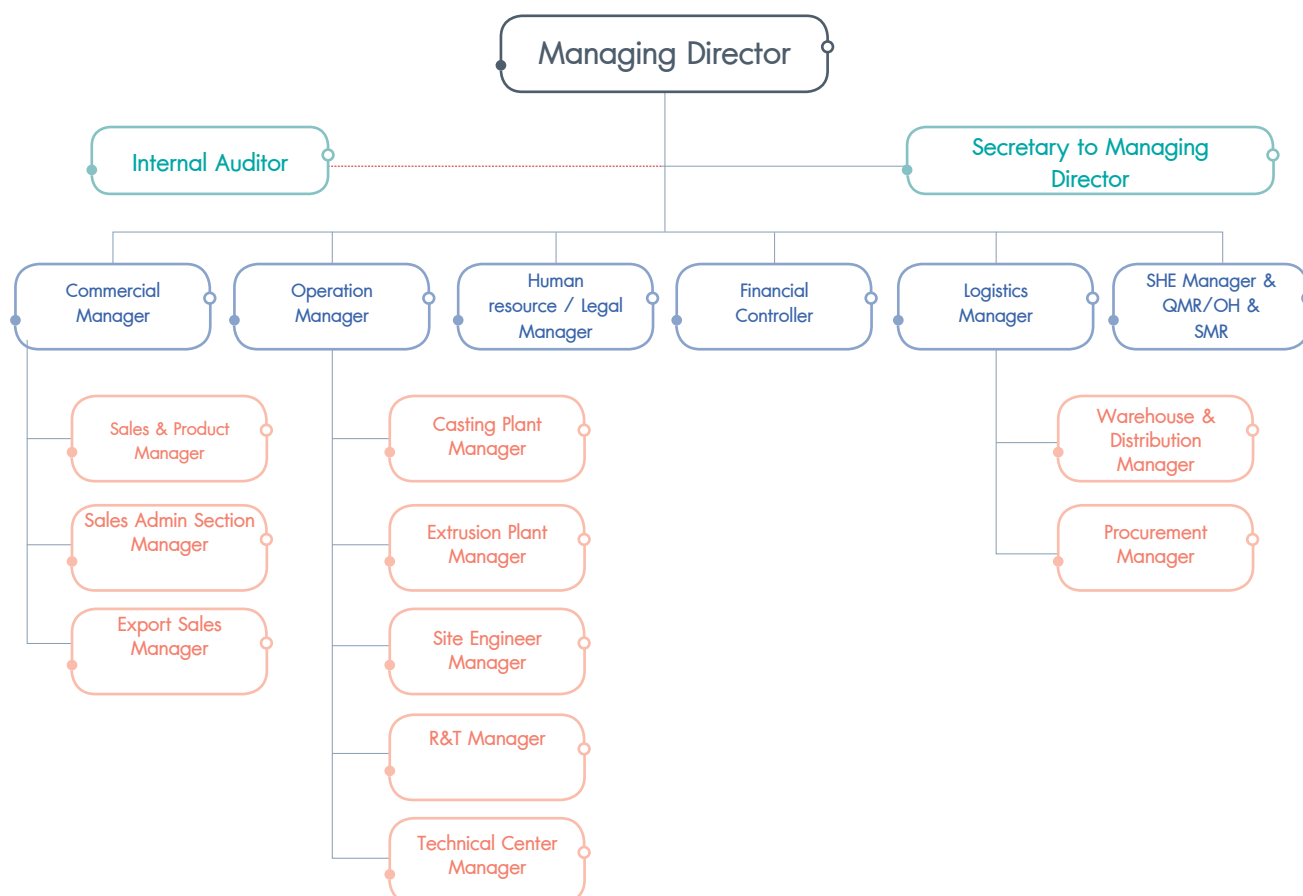 Managing Director
Internal Auditor
Secretary to Managing
Director
Commercial
Manager
Operation
Manager
Human
resource / Legal
Manager
Financial
Controller
Logistics
Manager
SHE Manager &
QMR/OH &
SMR
Sales & Product
Manager
Casting Plant
Manager
Warehouse &
Distribution
Manager
Sales Admin Section
Manager
Extrusion Plant
Manager
Procurement
Manager
Export Sales
Manager
Site Engineer
Manager
R&T Manager
Technical Center
Manager